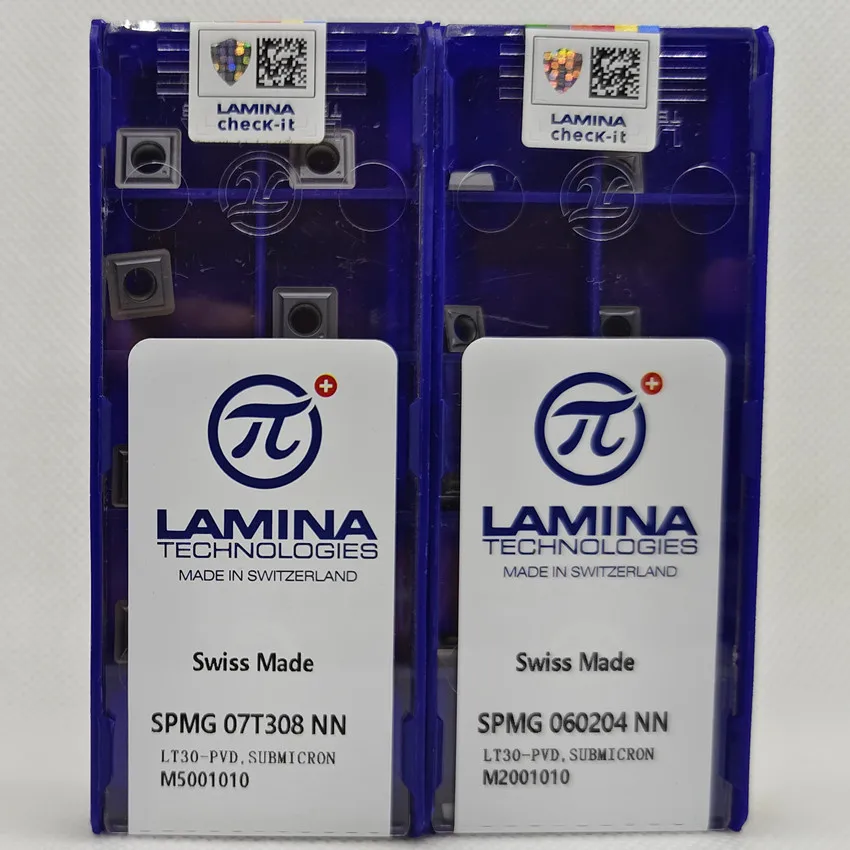 LAMINA
check-it
LAMINA
check-it
π
LAMINA
TECHNOLOGIES
MADE IN SWITZERLAND
Swiss Made
SPMG 07T308 NN
LT30-PVD, SUBMICRON
M5001010
π
LAMINA
TECHNOLOGIES
MADE IN SWITZERLAND
Swiss Made
SPMG 060204 NN
LT30-PVD, SUBMICRON
M2001010